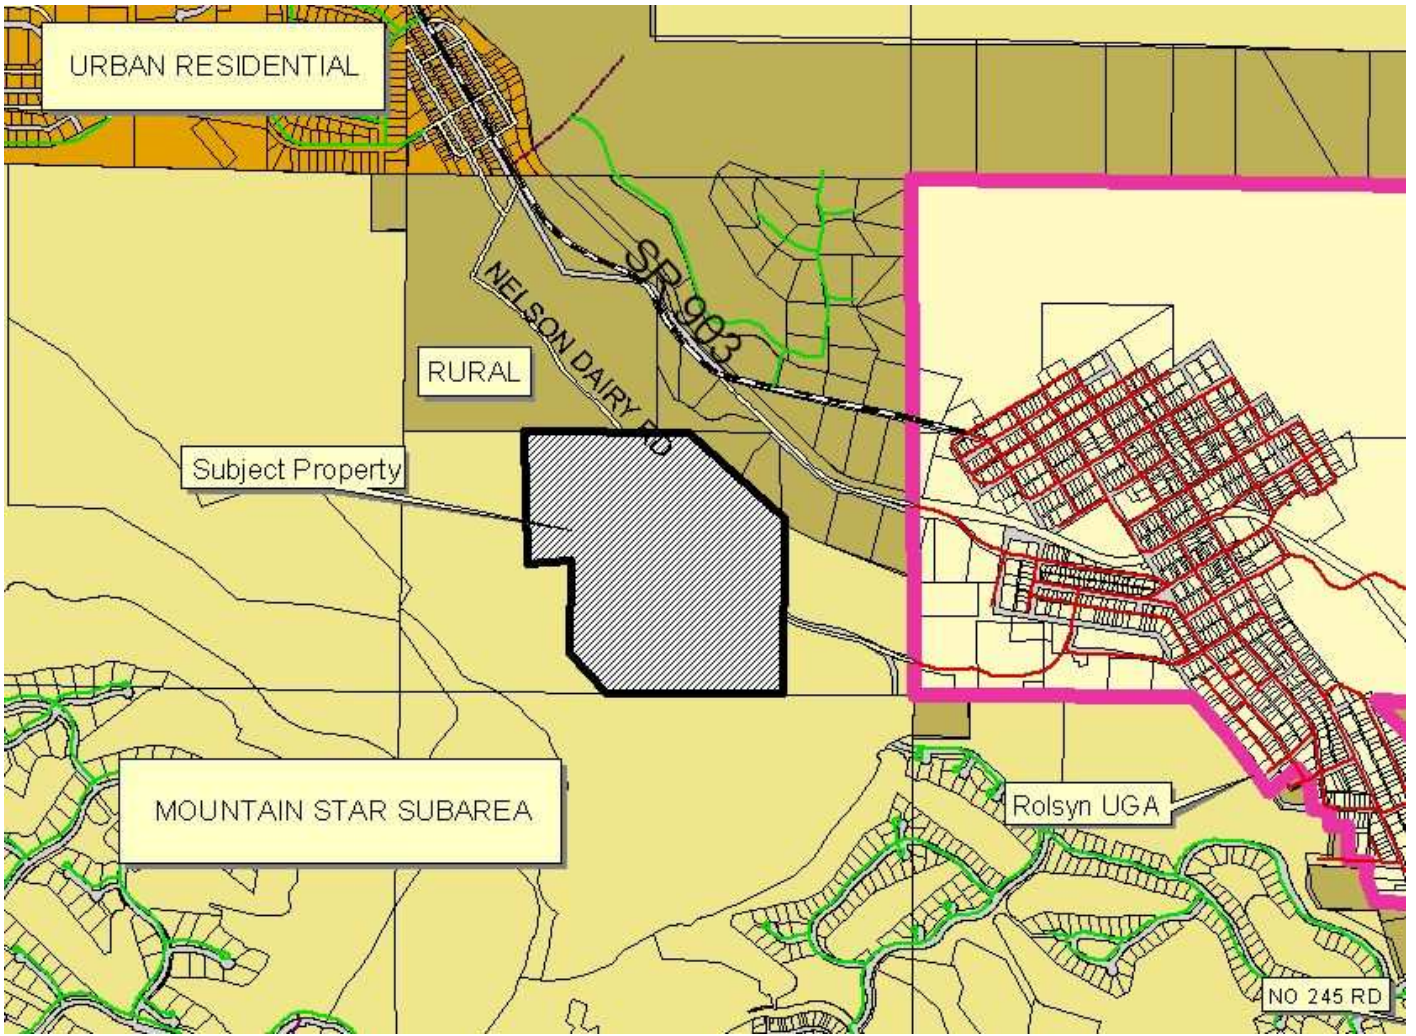 URBAN RESIDENTIAL
SR 903
NELSON DAIRY RD
RURAL
Subject Property
MOUNTAIN STAR SUBAREA
Rolsyn UGA
NO 245 RD